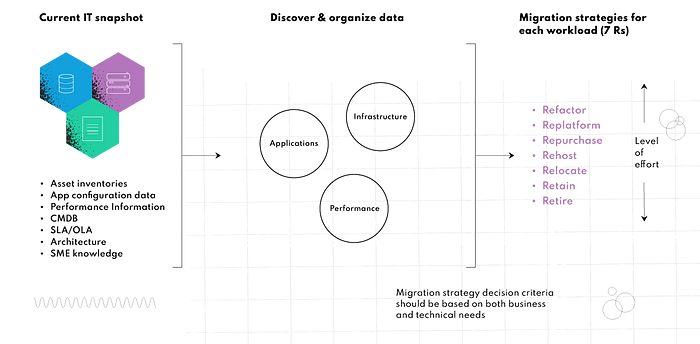 Current IT snapshot
Discover & organize data
Migration strategies for
each workload (7 Rs)
Applications
Infrastructure
Performance
• Asset inventories
• App configuration data
• Performance Information
• CMDB
• SLA/OLA
• Architecture
• SME knowledge
• Refactor
• Replatform
• Repurchase
• Rehost
• Relocate
• Retain
• Retire
Level
of
effort
Migration strategy decision criteria
should be based on both business
and technical needs